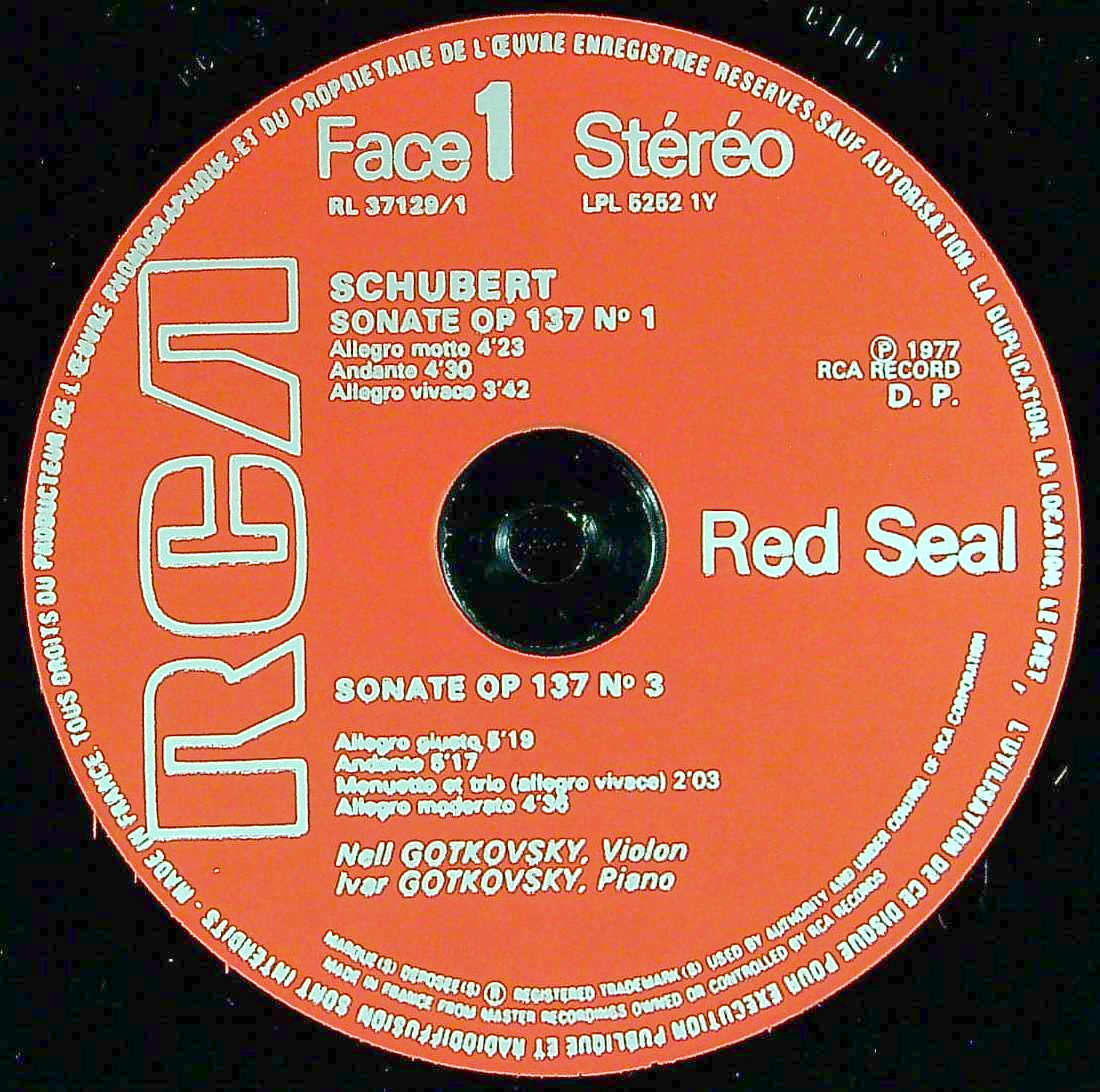 Face 1 Stéréo
RL 37129/1 LPL 5252 1Y
SCHUBERT
SONATE OP 137 Nº 1
Allegro molto 4'23
Andante 4'30
Allegro vivace 3'42
Ⓟ 1977
RCA RECORD
D. P.
RCA
Red Seal
SONATE OP 137 Nº 3
Allegro giusto 5'19
Andante 5'17
Menuetto et trio (allegro vivace) 2'03
Allegro moderato 4'36
Nell GOTKOVSKY, Violon
Ivar GOTKOVSKY, Piano
MARQUE(S) DEPOSEE(S) ® REGISTERED TRADEMARK(S) USED BY AUTHORITY AND UNDER CONTROL OF RCA CORPORATION
MADE IN FRANCE FROM MASTER RECORDINGS OWNED OR CONTROLLED BY RCA RECORDS
MADE IN FRANCE. TOUS DROITS DU PRODUCTEUR DE L'ŒUVRE PHONOGRAPHIQUE ET DU PROPRIETAIRE DE L'ŒUVRE ENREGISTREE RESERVES SAUF AUTORISATION. LA DUPLICATION, LA LOCATION, LE PRET, L'UTILISATION DE CE DISQUE POUR EXECUTION PUBLIQUE ET RADIODIFFUSION SONT INTERDITS -